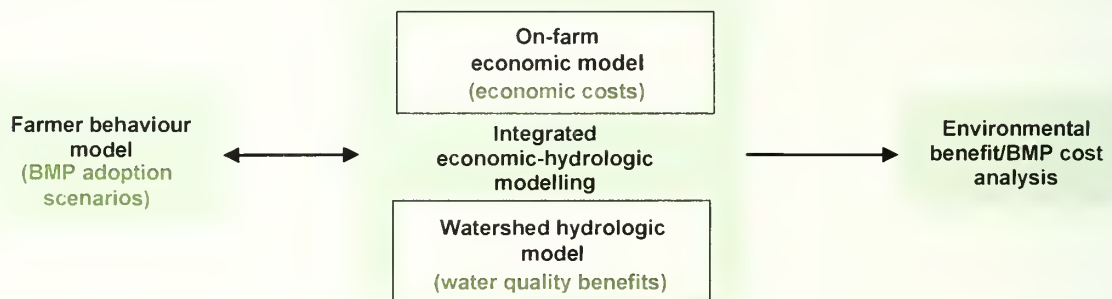 Farmer behaviour
model
(BMP adoption
scenarios)
On-farm
economic model
(economic costs)
Integrated
economic-hydrologic
modelling
Watershed hydrologic
model
(water quality benefits)
Environmental
benefit/BMP cost
analysis